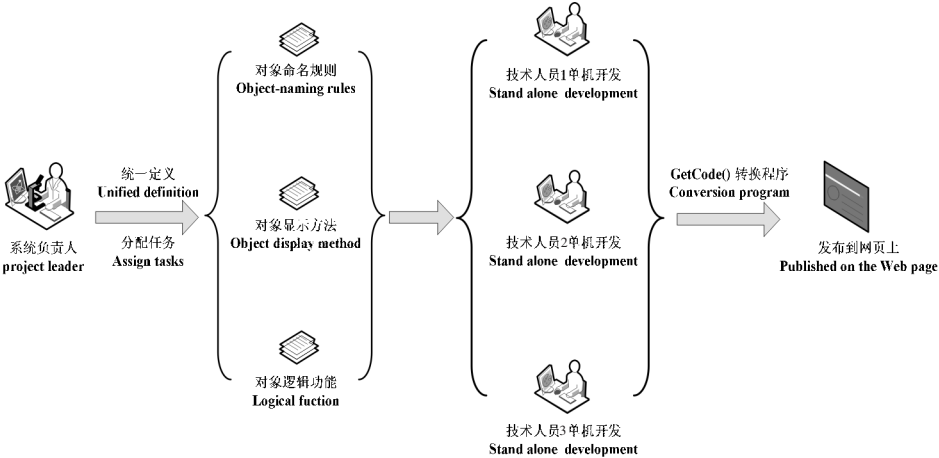 系统负责人
project leader
统一定义
Unified definition
分配任务
Assign tasks
对象命名规则
Object-naming rules
对象显示方法
Object display method
对象逻辑功能
Logical fuction
技术人员1单机开发
Stand alone development
技术人员2单机开发
Stand alone development
技术人员3单机开发
Stand alone development
GetCode() 转换程序
Conversion program
发布到网页上
Published on the Web page